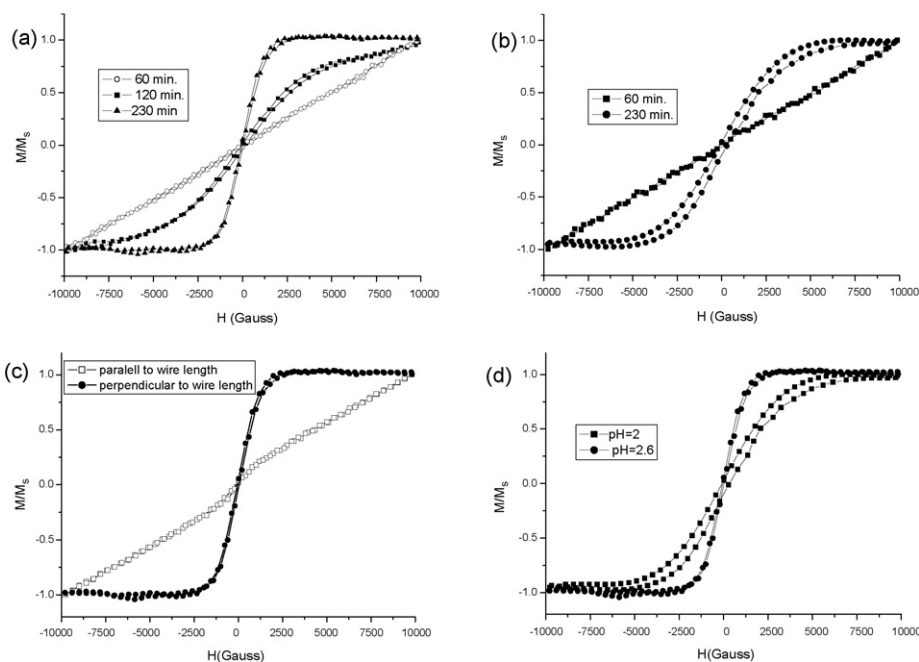 (a)
60 min.
120 min.
230 min
M/Ms
1.0
0.5
0.0
-0.5
-1.0
-10000 -7500 -5000 -2500 0 2500 5000 7500 10000
H (Gauss)
(b)
60 min.
230 min.
M/Ms
1.0
0.5
0.0
-0.5
-1.0
-10000 -7500 -5000 -2500 0 2500 5000 7500 10000
H (Gauss)
(c)
paralell to wire length
perpendicular to wire length
M/Ms
1.0
0.5
0.0
-0.5
-1.0
-10000 -7500 -5000 -2500 0 2500 5000 7500 10000
H(Gauss)
(d)
pH=2
pH=2.6
M/Ms
1.0
0.5
0.0
-0.5
-1.0
-10000 -7500 -5000 -2500 0 2500 5000 7500 10000
H(Gauss)